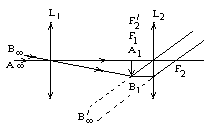 L₁
L₂
F₂′
F₁
A₁
B∞
A∞
F₂
B₁
B′∞